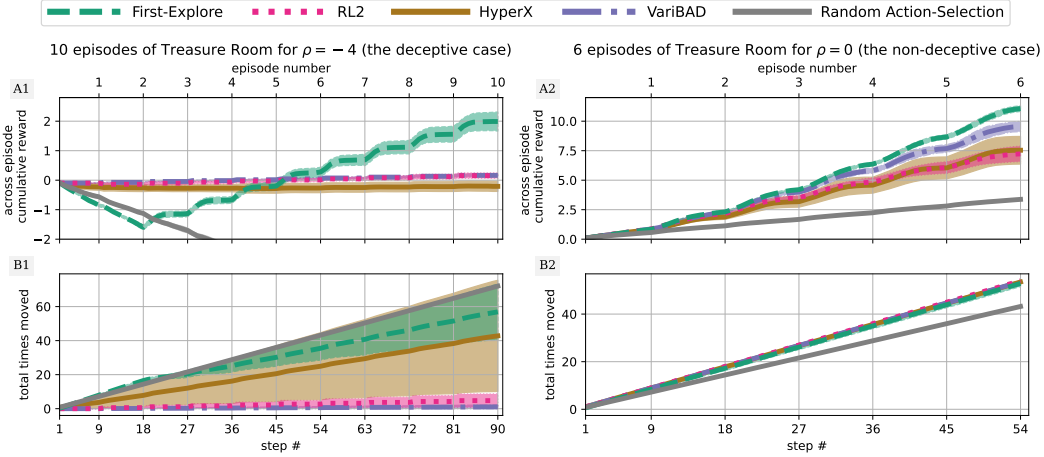 First-Explore RL2 HyperX VariBAD Random Action-Selection
10 episodes of Treasure Room for ρ = − 4 (the deceptive case)
episode number
A1
1 2 3 4 5 6 7 8 9 10
across episode
cumulative reward
2
1
0
−1
−2
6 episodes of Treasure Room for ρ = 0 (the non-deceptive case)
episode number
A2
1 2 3 4 5 6
across episode
cumulative reward
10.0
7.5
5.0
2.5
0.0
B1
total times moved
60
40
20
0
1 9 18 27 36 45 54 63 72 81 90
step #
B2
total times moved
40
20
0
1 9 18 27 36 45 54
step #